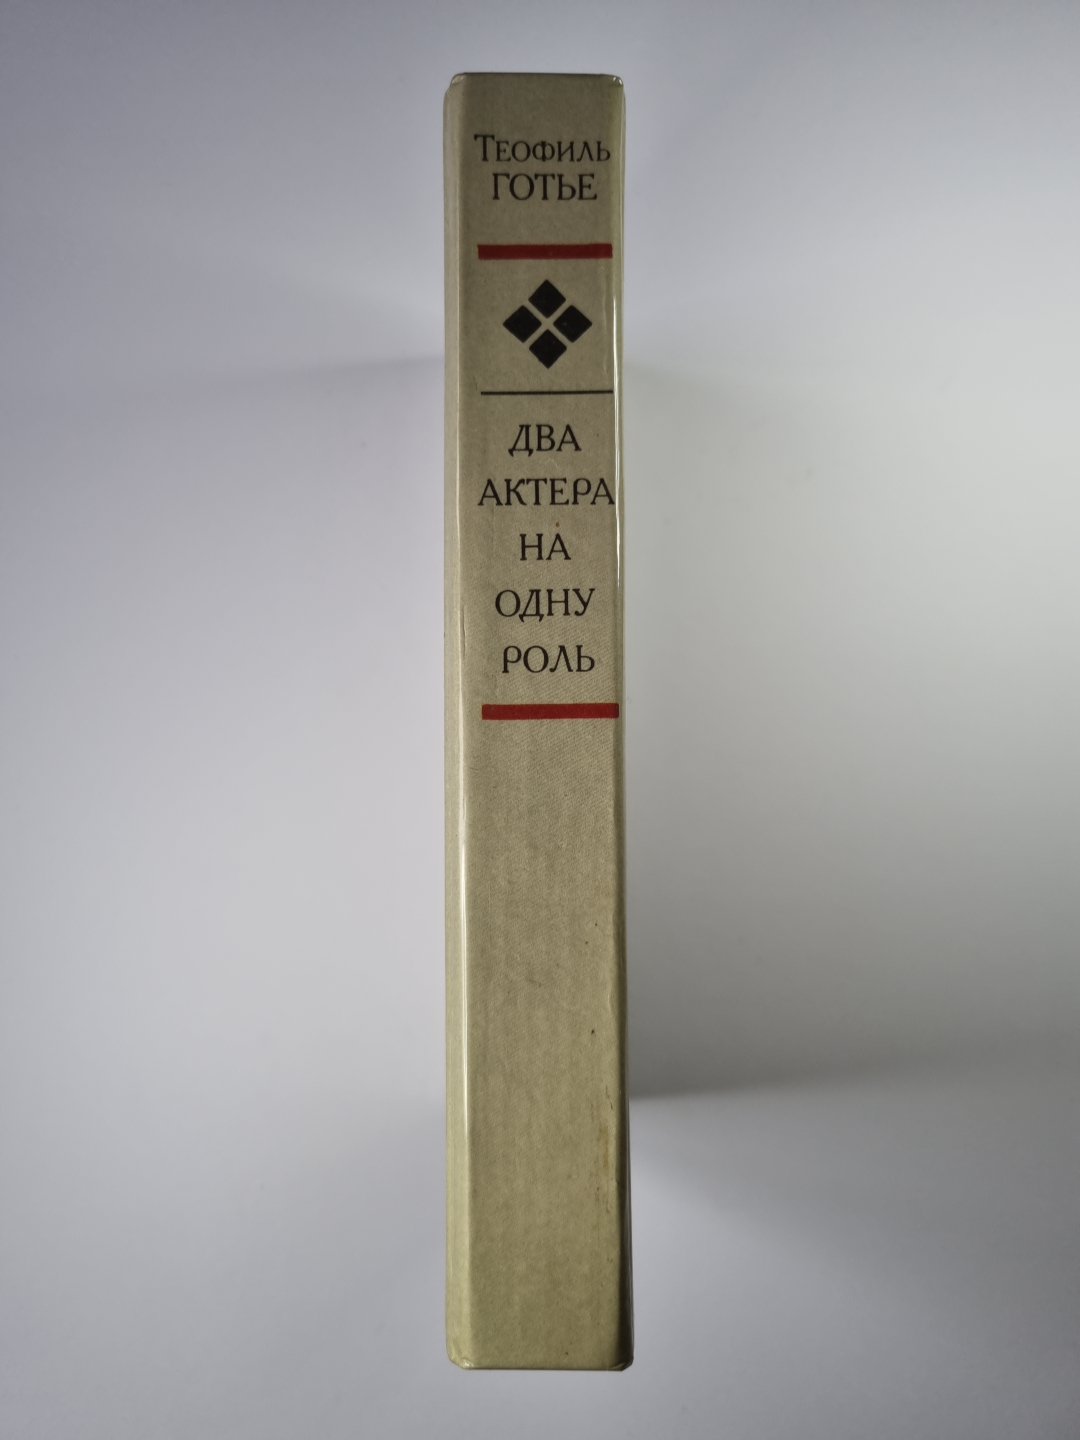 ТЕОФИЛЬ
ГОТЬЕ
ДВА
АКТЕРА
НА
ОДНУ
РОЛЬ